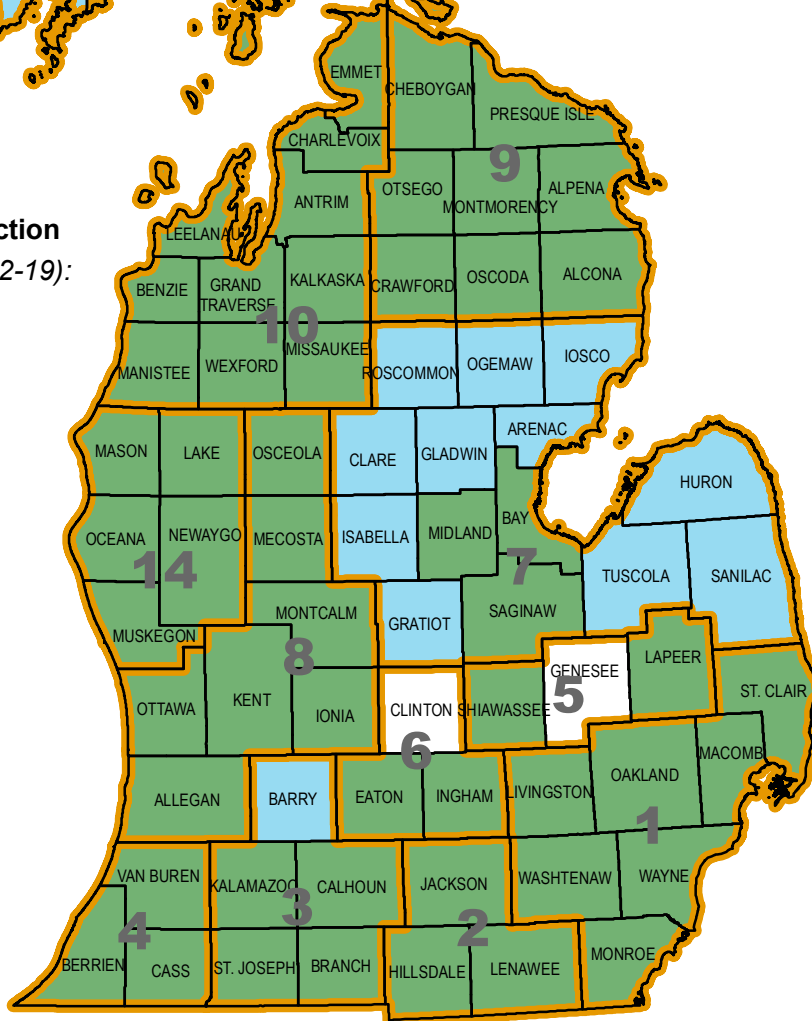 EMMET
CHEBOYGAN
PRESQUE ISLE
CHARLEVOIX
9
OTSEGO
ALPENA
ANTRIM
MONTMORENCY
ction
LEELANAU
2-19):
BENZIE
GRAND
TRAVERSE
KALKASKA
CRAWFORD
OSCODA
ALCONA
10
MANISTEE
WEXFORD
MISSAUKEE
ROSCOMMON
OGEMAW
IOSCO
ARENAC
MASON
LAKE
OSCEOLA
CLARE
GLADWIN
HURON
OCEANA
NEWAYGO
MECOSTA
ISABELLA
MIDLAND
BAY
14
7
TUSCOLA
SANILAC
MUSKEGON
MONTCALM
GRATIOT
SAGINAW
8
OTTAWA
KENT
IONIA
CLINTON
SHIAWASSEE
GENESEE
LAPEER
5
ST. CLAIR
6
MACOMB
ALLEGAN
BARRY
EATON
INGHAM
LIVINGSTON
OAKLAND
1
VAN BUREN
KALAMAZOO
CALHOUN
JACKSON
WASHTENAW
WAYNE
3
4
2
BERRIEN
CASS
ST. JOSEPH
BRANCH
HILLSDALE
LENAWEE
MONROE